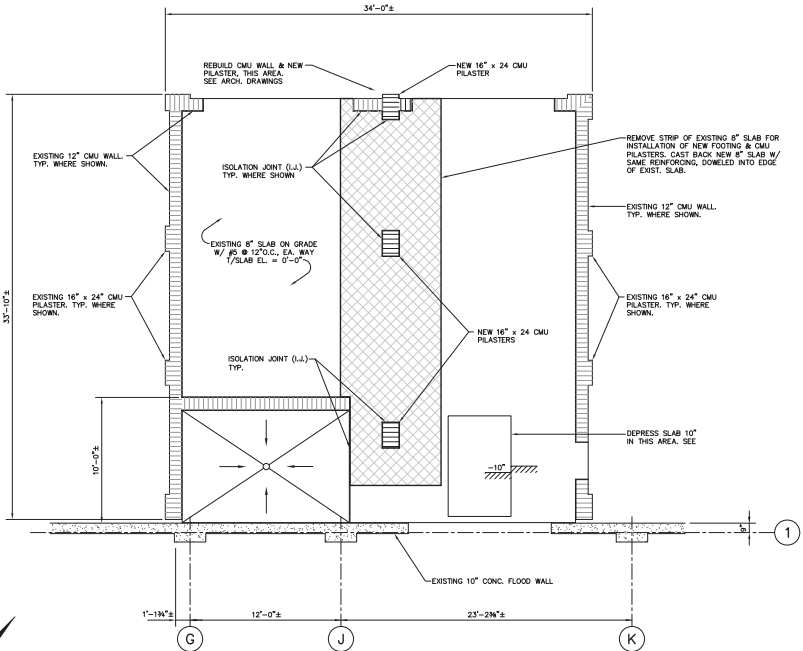 34'-0"±
REBUILD CMU WALL & NEW
PILASTER, THIS AREA.
SEE ARCH. DRAWINGS
NEW 16" x 24 CMU
PILASTER
EXISTING 12" CMU WALL.
TYP. WHERE SHOWN.
ISOLATION JOINT (I.J.)
TYP. WHERE SHOWN
REMOVE STRIP OF EXISTING 8" SLAB FOR
INSTALLATION OF NEW FOOTING & CMU
PILASTERS. CAST BACK NEW 8" SLAB W/
SAME REINFORCING, DOWELED INTO EDGE
OF EXIST. SLAB.
EXISTING 12" CMU WALL.
TYP. WHERE SHOWN.
EXISTING 8" SLAB ON GRADE
W/ #5 @ 12"O.C., EA. WAY
T/SLAB EL. = 0'-0"
33'-10"±
EXISTING 16" x 24" CMU
PILASTER. TYP. WHERE
SHOWN.
EXISTING 16" x 24" CMU
PILASTER. TYP. WHERE
SHOWN.
NEW 16" x 24 CMU
PILASTERS
ISOLATION JOINT (I.J.)
TYP.
10'-0"±
DEPRESS SLAB 10"
IN THIS AREA. SEE
-10"
9"
1
EXISTING 10" CONC. FLOOD WALL
1'-1¾"±
12'-0"±
23'-2⅜"±
G
J
K